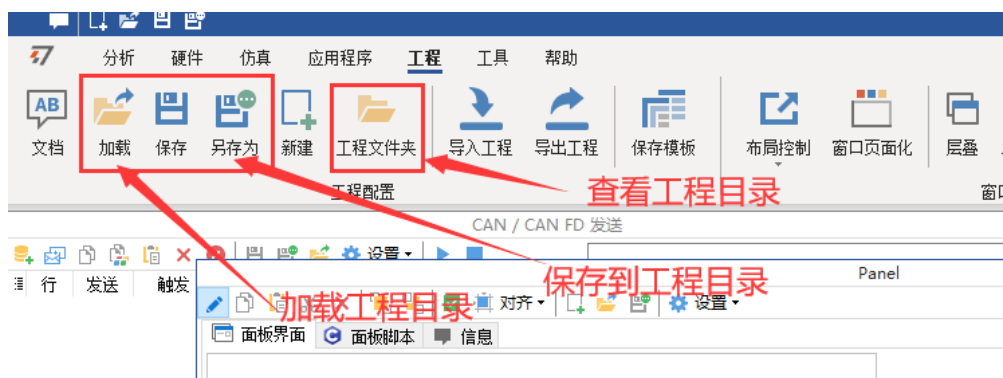 分析 硬件 仿真 应用程序 工程 工具 帮助
AB
文档 加载 保存 另存为 新建 工程文件夹 导入工程 导出工程 保存模板 布局控制 窗口页面化 层叠
工程配置
查看工程目录
CAN / CAN FD 发送
设置
行 发送 触发
Panel
保存到工程目录
加载工程目录
对齐 设置
面板界面 C 面板脚本 信息